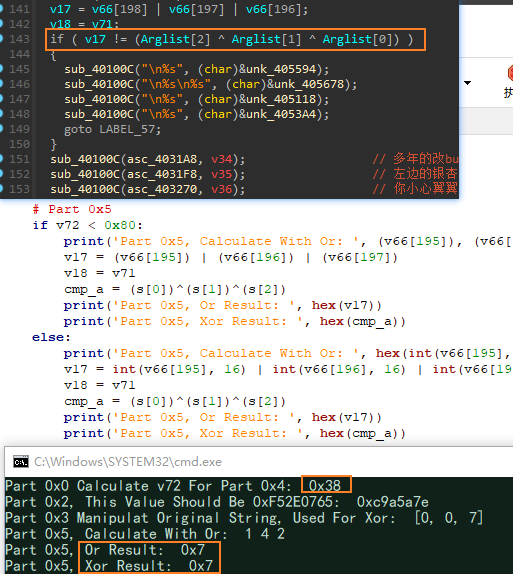 141 v17 = v66[198] | v66[197] | v66[196];
142 v18 = v71;
143 if ( v17 != (Arglist[2] ^ Arglist[1] ^ Arglist[0]) )
144 {
145 sub_40100C("\n%s", (char)&unk_405594);
146 sub_40100C("\n%s\n%s", (char)&unk_405678);
147 sub_40100C("\n%s", (char)&unk_405118);
148 sub_40100C("\n%s", (char)&unk_4053A4);
149 goto LABEL_57;
150 }
151 sub_40100C(asc_4031A8, v34); // 多年的改bu
152 sub_40100C(asc_4031F8, v35); // 左边的银杏
153 sub_40100C(asc_403270, v36); // 你小心翼翼
# Part 0x5
if v72 < 0x80:
print('Part 0x5, Calculate With Or: ', (v66[195]), (v66[
v17 = (v66[195]) | (v66[196]) | (v66[197])
v18 = v71
cmp_a = (s[0])^(s[1])^(s[2])
print('Part 0x5, Or Result: ', hex(v17))
print('Part 0x5, Xor Result: ', hex(cmp_a))
else:
print('Part 0x5, Calculate With Or: ', hex(int(v66[195],
v17 = int(v66[195], 16) | int(v66[196], 16) | int(v66[19
v18 = v71
cmp_a = (s[0])^(s[1])^(s[2])
print('Part 0x5, Or Result: ', hex(v17))
print('Part 0x5, Xor Result: ', hex(cmp_a))
C:\Windows\SYSTEM32\cmd.exe
Part 0x0 Calculate v72 For Part 0x4: 0x38
Part 0x2, This Value Should Be 0xF52E0765: 0xc9a5a7e
Part 0x3 Manipulat Original String, Used For Xor: [0, 0, 7]
Part 0x5, Calculate With Or: 1 4 2
Part 0x5, Or Result: 0x7
Part 0x5, Xor Result: 0x7